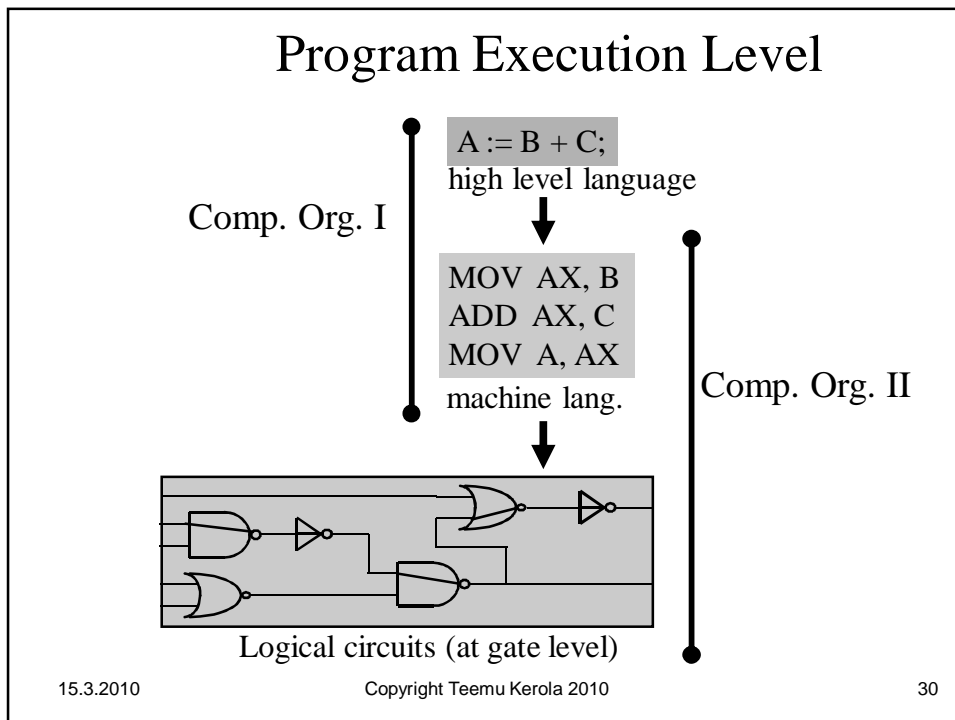 Program Execution Level
A := B + C;
high level language
Comp. Org. I
MOV AX, B
ADD AX, C
MOV A, AX
machine lang.
Comp. Org. II
Logical circuits (at gate level)
15.3.2010
Copyright Teemu Kerola 2010
30